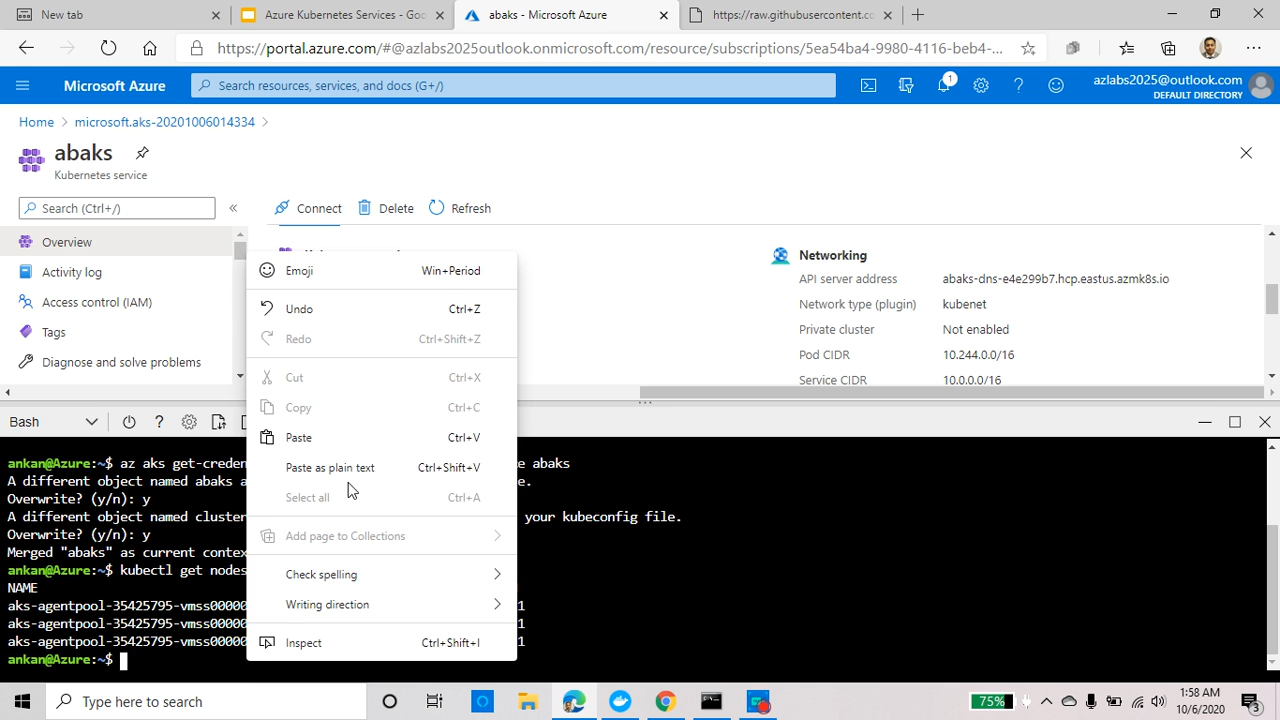 New tab
Azure Kubernetes Services - Goo
abaks - Microsoft Azure
https://raw.githubusercontent.co
https://portal.azure.com/#@azlabs2025outlook.onmicrosoft.com/resource/subscriptions/5ea54ba4-9980-4116-beb4-...
Microsoft Azure
Search resources, services, and docs (G+/)
1
azlabs2025@outlook.com
DEFAULT DIRECTORY
Home > microsoft.aks-20201006014334 >
abaks
Kubernetes service
Search (Ctrl+/)
«
Connect
Delete
Refresh
Overview
Activity log
Access control (IAM)
Tags
Diagnose and solve problems
Networking
API server address abaks-dns-e4e299b7.hcp.eastus.azmk8s.io
Network type (plugin) kubenet
Private cluster Not enabled
Pod CIDR 10.244.0.0/16
Service CIDR 10.0.0.0/16
Emoji Win+Period
Undo Ctrl+Z
Redo Ctrl+Shift+Z
Cut Ctrl+X
Copy Ctrl+C
Paste Ctrl+V
Paste as plain text Ctrl+Shift+V
Select all Ctrl+A
Add page to Collections
Check spelling
Writing direction
Inspect Ctrl+Shift+I
Bash
ankan@Azure:~$ az aks get-creden e abaks
A different object named abaks a e.
Overwrite? (y/n): y
A different object named cluster your kubeconfig file.
Overwrite? (y/n): y
Merged "abaks" as current contex
ankan@Azure:~$ kubectl get nodes
NAME
aks-agentpool-35425795-vmss00000 1
aks-agentpool-35425795-vmss00000 1
aks-agentpool-35425795-vmss00000 1
ankan@Azure:~$
Type here to search
75%
1:58 AM
10/6/2020
3